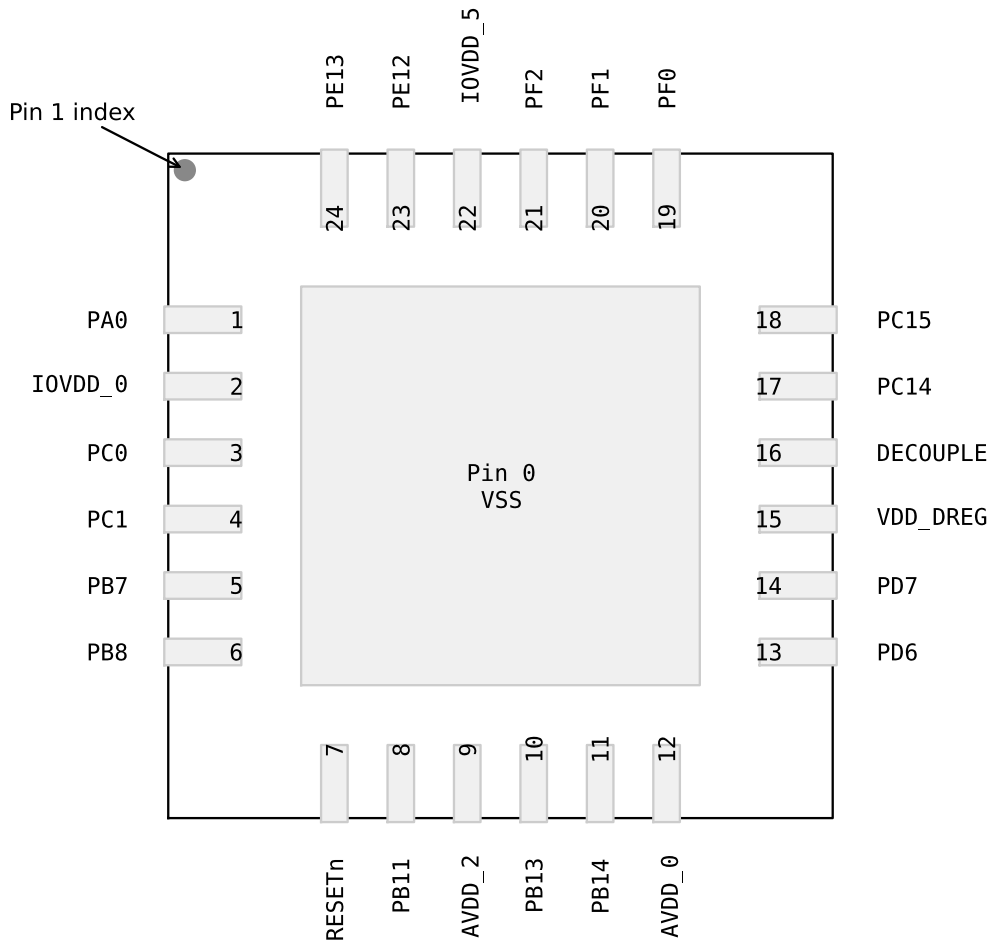 PE13 PE12 IOVDD_5 PF2 PF1 PF0
Pin 1 index
24 23 22 21 20 19
PA0 1 18 PC15
IOVDD_0 2 17 PC14
PC0 3 16 DECOUPLE
Pin 0
VSS
PC1 4 15 VDD_DREG
PB7 5 14 PD7
PB8 6 13 PD6
7 8 9 10 11 12
RESETn PB11 AVDD_2 PB13 PB14 AVDD_0